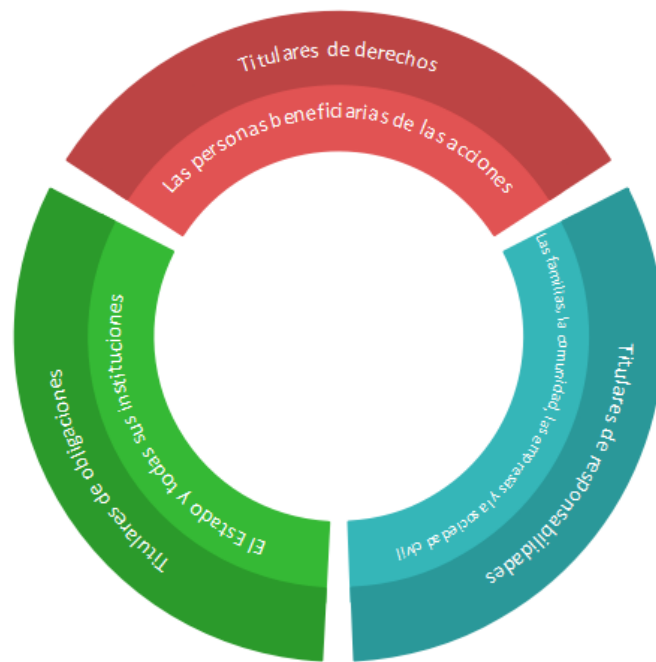 Titulares de derechos
Las personas beneficiarias de las acciones
Titulares de responsabilidades
Las familias, la comunidad, las empresas y la sociedad civil
Titulares de obligaciones
El Estado y todas sus instituciones